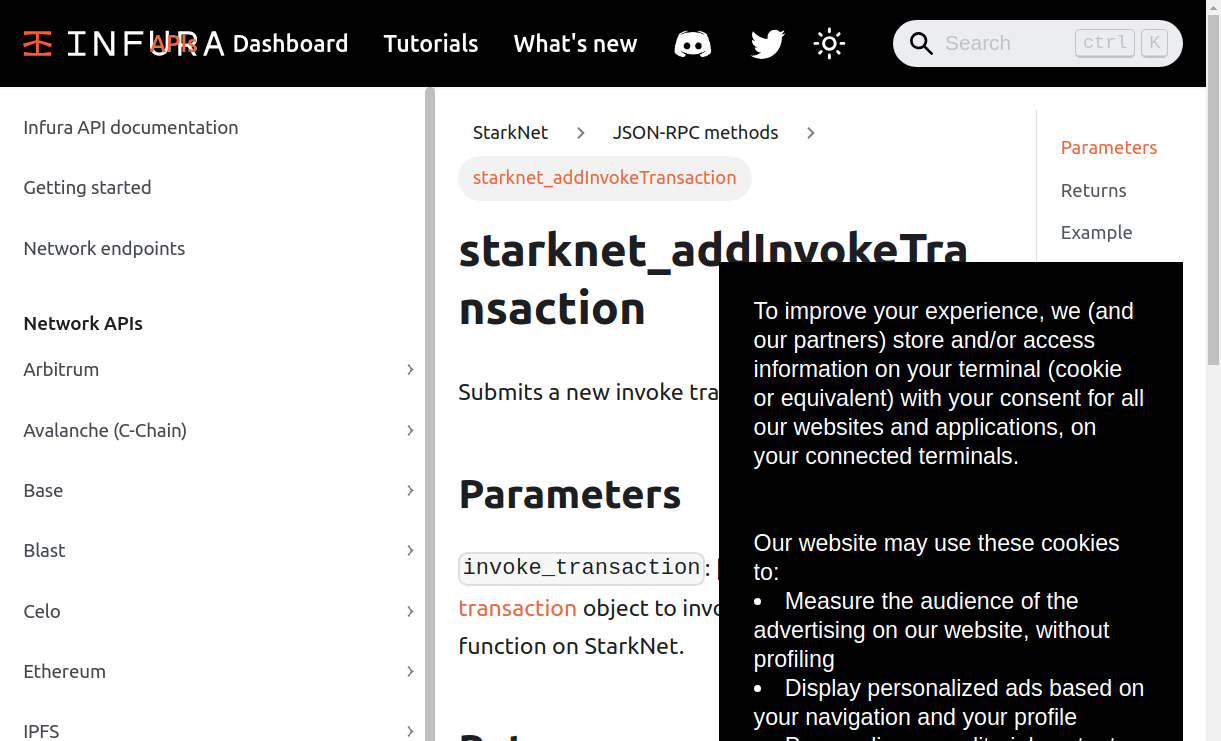 INFURA APIs Dashboard Tutorials What's new Search ctrl K
Infura API documentation
Getting started
Network endpoints
Network APIs
Arbitrum
Avalanche (C-Chain)
Base
Blast
Celo
Ethereum
IPFS
StarkNet JSON-RPC methods
starknet_addInvokeTransaction
starknet_addInvokeTra
nsaction
Submits a new invoke tra
Parameters
invoke_transaction:
transaction object to invo
function on StarkNet.
Parameters
Returns
Example
To improve your experience, we (and
our partners) store and/or access
information on your terminal (cookie
or equivalent) with your consent for all
our websites and applications, on
your connected terminals.
Our website may use these cookies
to:
• Measure the audience of the
advertising on our website, without
profiling
• Display personalized ads based on
your navigation and your profile